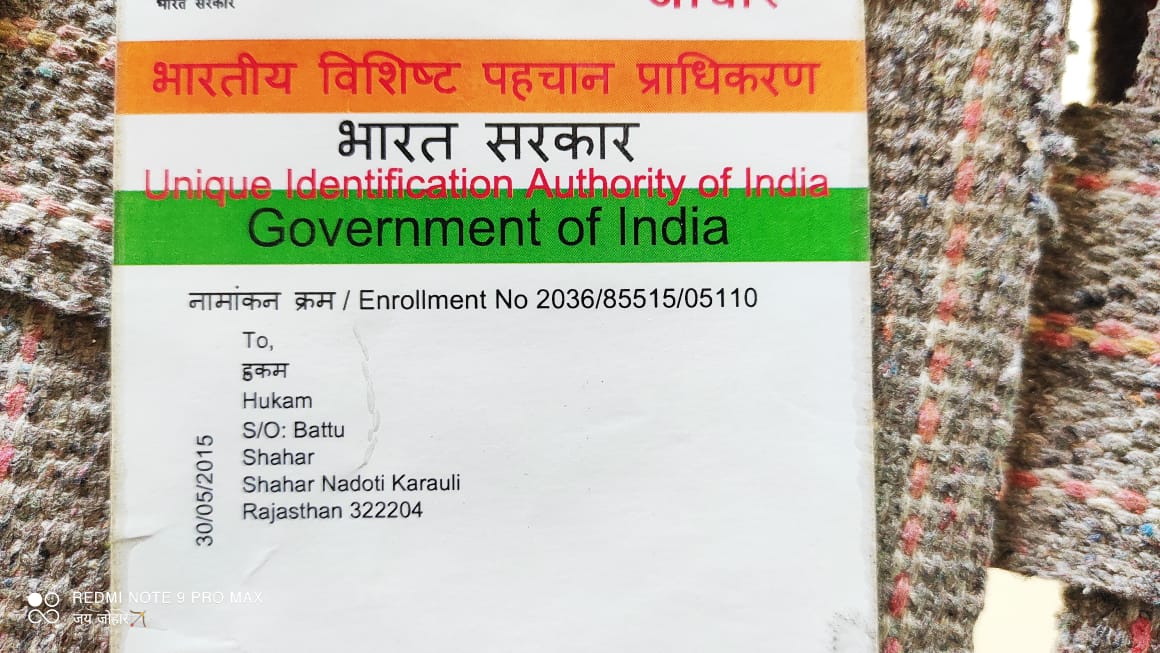 भारत सरकार
आधार
भारतीय विशिष्ट पहचान प्राधिकरण
भारत सरकार
Unique Identification Authority of India
Government of India
नामांकन क्रम / Enrollment No 2036/85515/05110
To,
हुकम
Hukam
S/O: Battu
Shahar
Shahar Nadoti Karauli
Rajasthan 322204
30/05/2015
REDMI NOTE 9 PRO MAX
जय जोहार